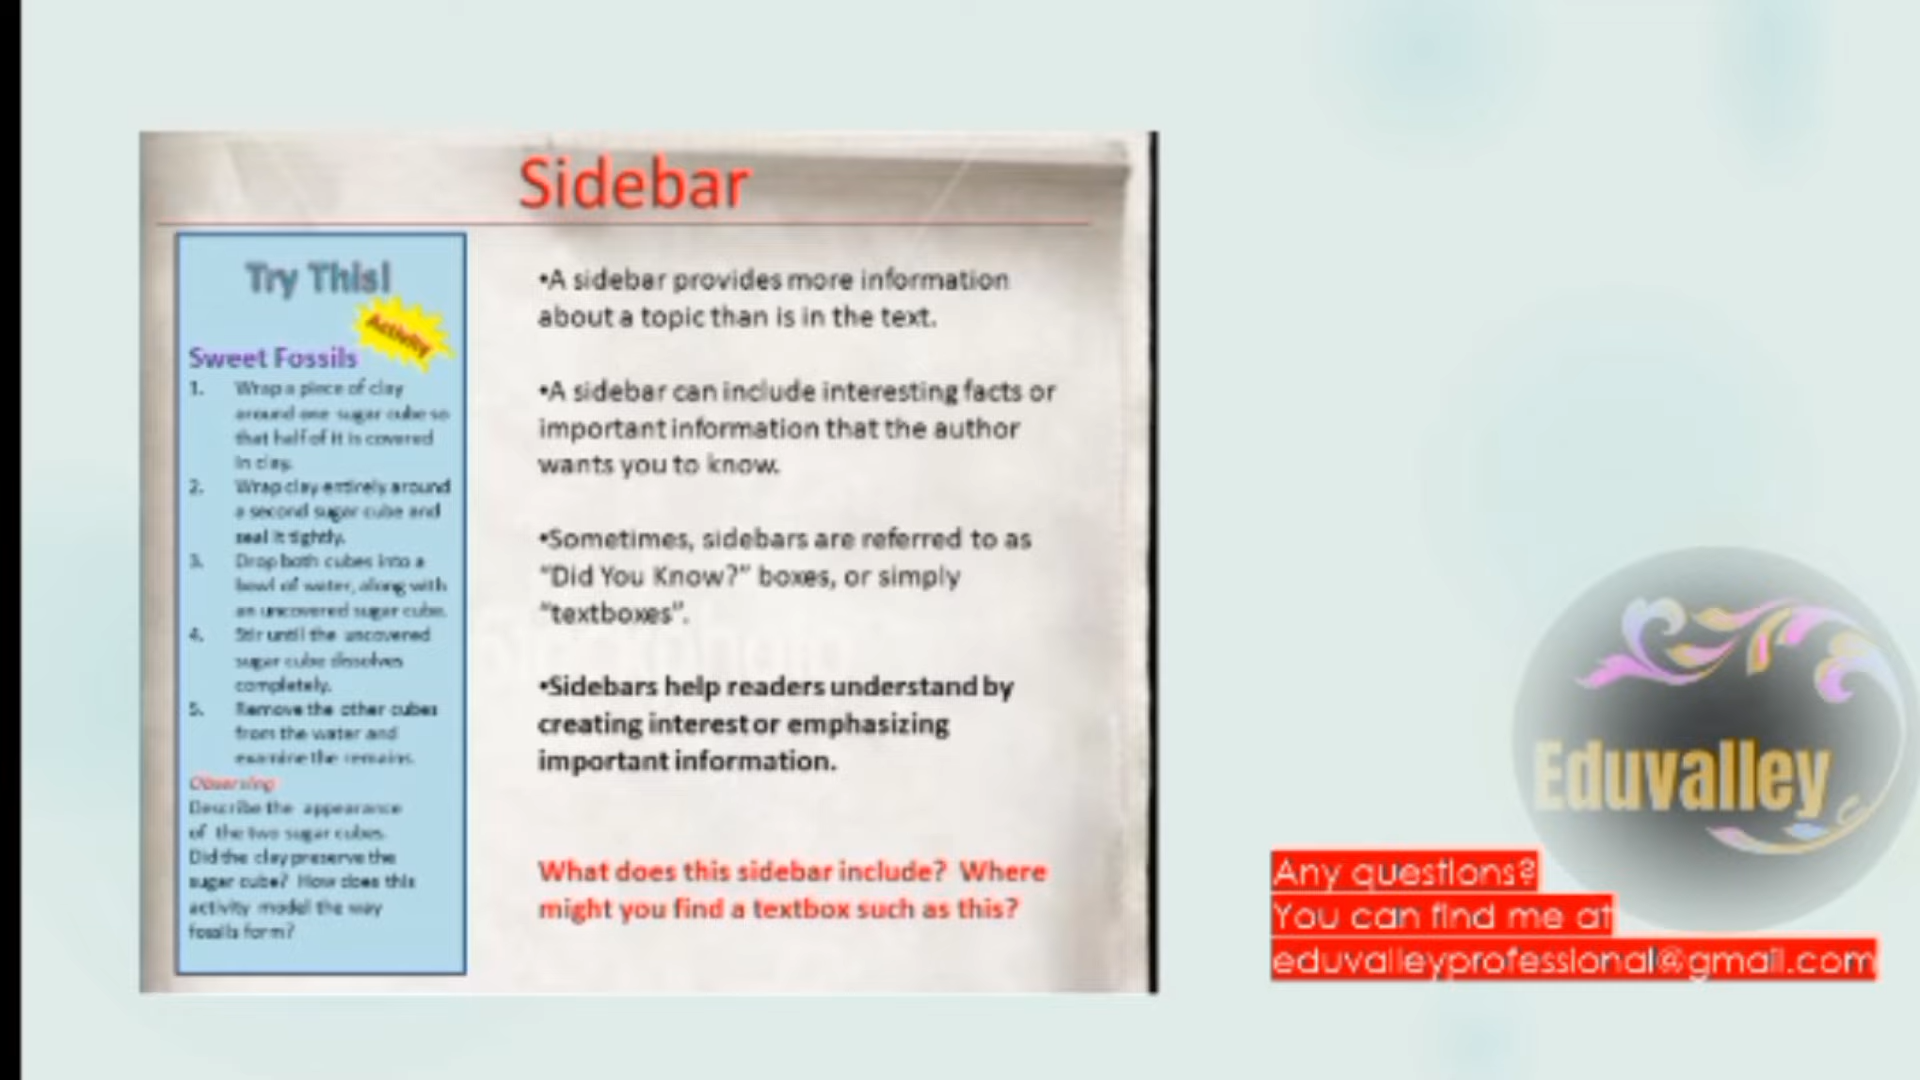 Sidebar
Try This!
Activity
Sweet Fossils
1. Wrap a piece of clay
around one sugar cube so
that half of it is covered
in clay.
2. Wrap clay entirely around
a second sugar cube and
seal it tightly.
3. Drop both cubes into a
bowl of water, along with
an uncovered sugar cube.
4. Stir until the uncovered
sugar cube dissolves
completely.
5. Remove the other cubes
from the water and
examine the remains.
Observing
Describe the appearance
of the two sugar cubes.
Did the clay preserve the
sugar cube? How does this
activity model the way
fossils form?
•A sidebar provides more information
about a topic than is in the text.
•A sidebar can include interesting facts or
important information that the author
wants you to know.
•Sometimes, sidebars are referred to as
“Did You Know?” boxes, or simply
“textboxes”.
•Sidebars help readers understand by
creating interest or emphasizing
important information.
What does this sidebar include? Where
might you find a textbox such as this?
Eduvalley
Any questions?
You can find me at
eduvalleyprofessional@gmail.com